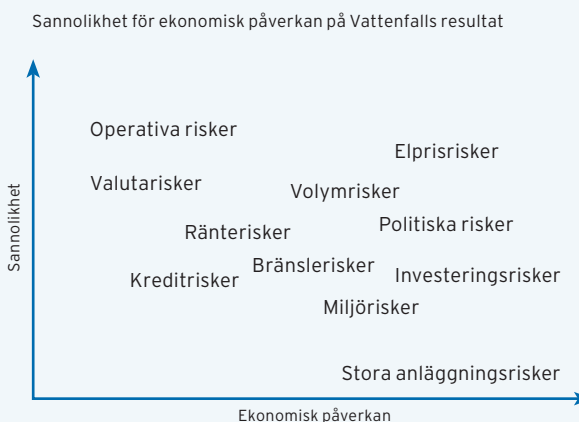 Sannolikhet för ekonomisk påverkan på Vattenfalls resultat
Sannolikhet
Operativa risker
Elprisrisker
Valutarisker
Volymrisker
Politiska risker
Ränterisker
Bränslerisker
Investeringsrisker
Kreditrisker
Miljörisker
Stora anläggningsrisker
Ekonomisk påverkan